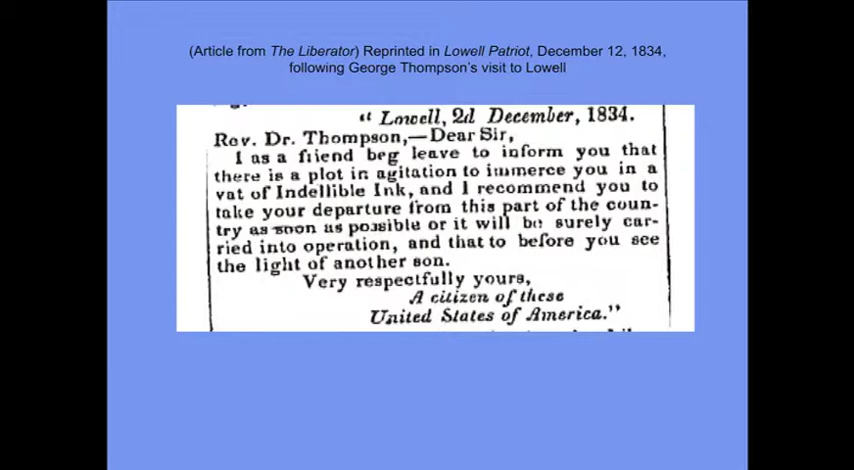 (Article from The Liberator) Reprinted in Lowell Patriot, December 12, 1834,
following George Thompson's visit to Lowell
“ Lowell, 2d December, 1834.
Rev. Dr. Thompson,—Dear Sir,
I as a friend beg leave to inform you that
there is a plot in agitation to immerce you in a
vat of Indellible Ink, and I recommend you to
take your departure from this part of the coun-
try as soon as possible or it will be surely car-
ried into operation, and that to before you see
the light of another son.
Very respectfully yours,
A citizen of these
United States of America.”